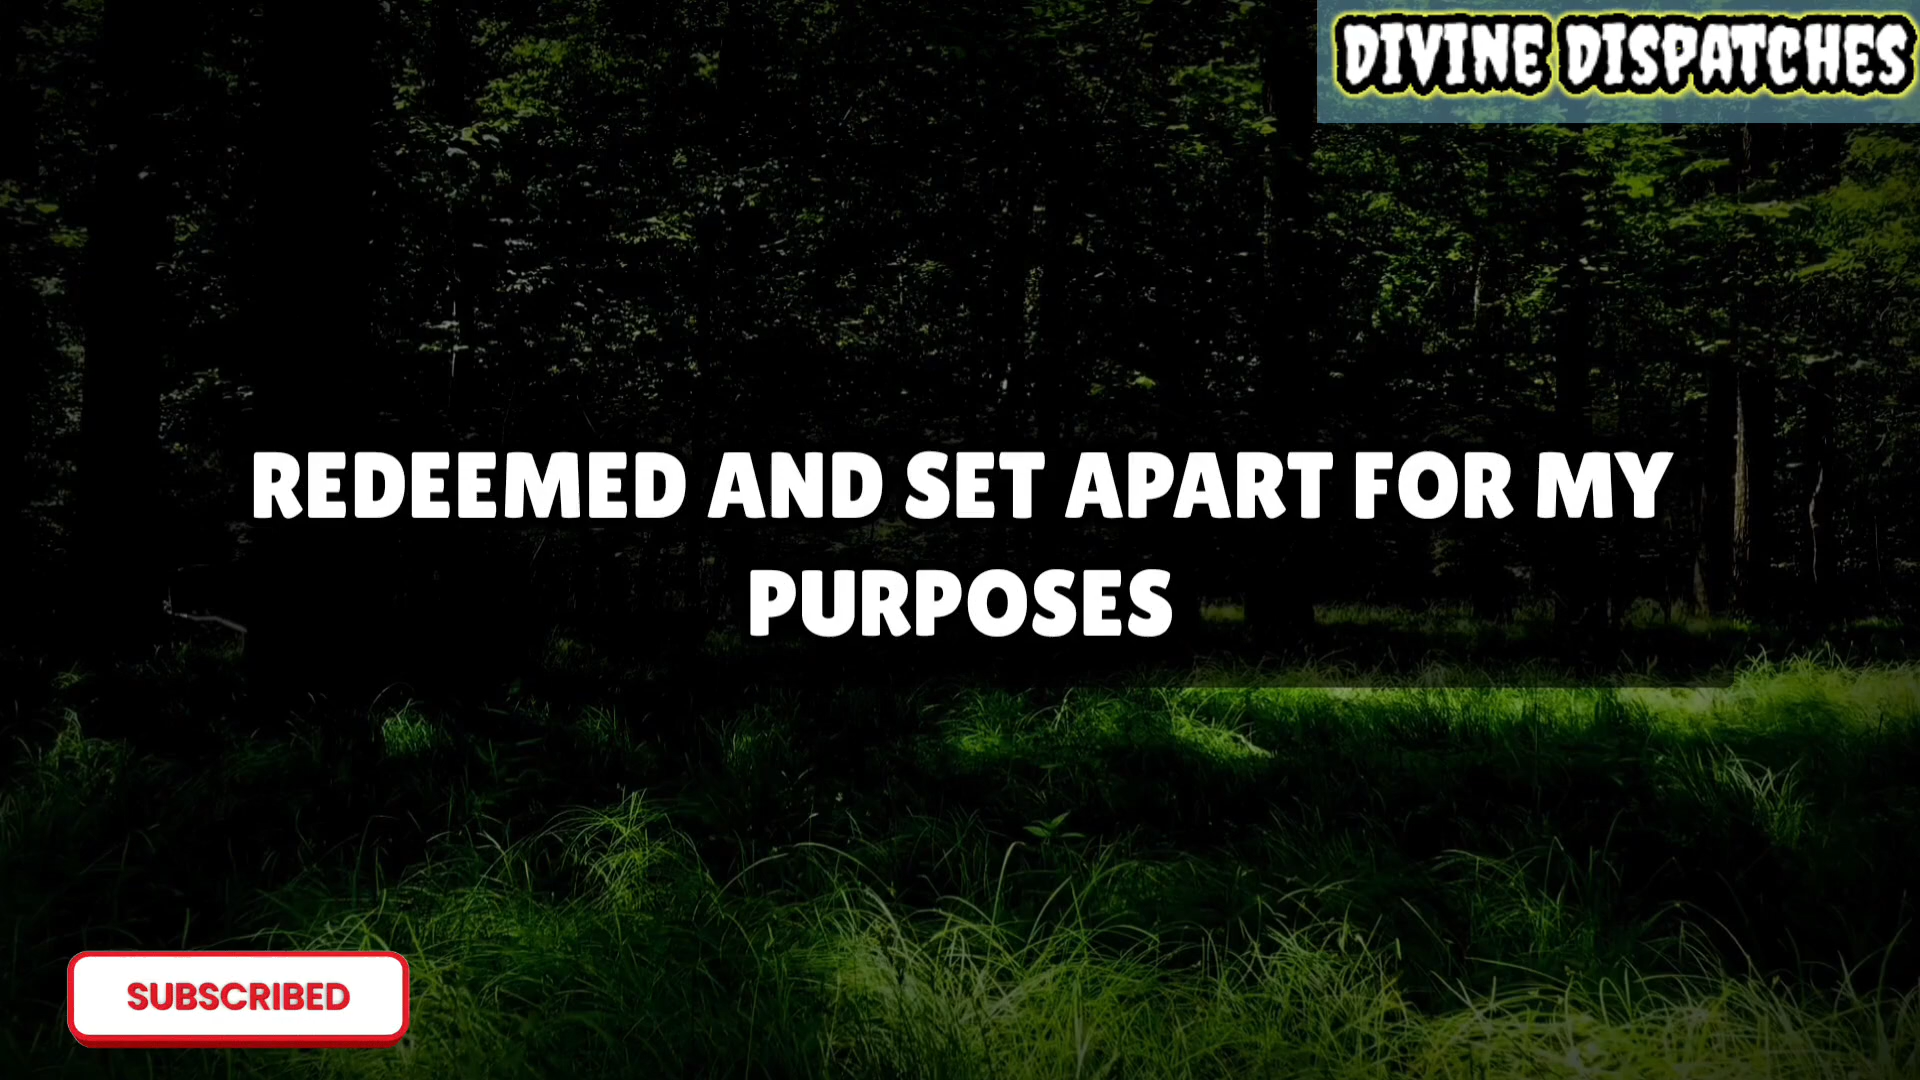 DIVINE DISPATCHES
REDEEMED AND SET APART FOR MY
PURPOSES
SUBSCRIBED